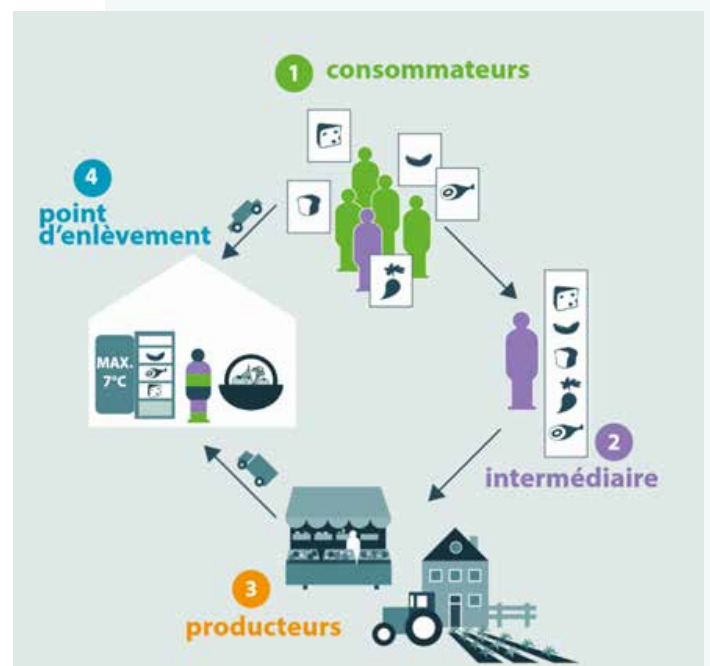 1 consommateurs
4
point
d'enlèvement
MAX.
7°C
2
intermédiaire
3
producteurs